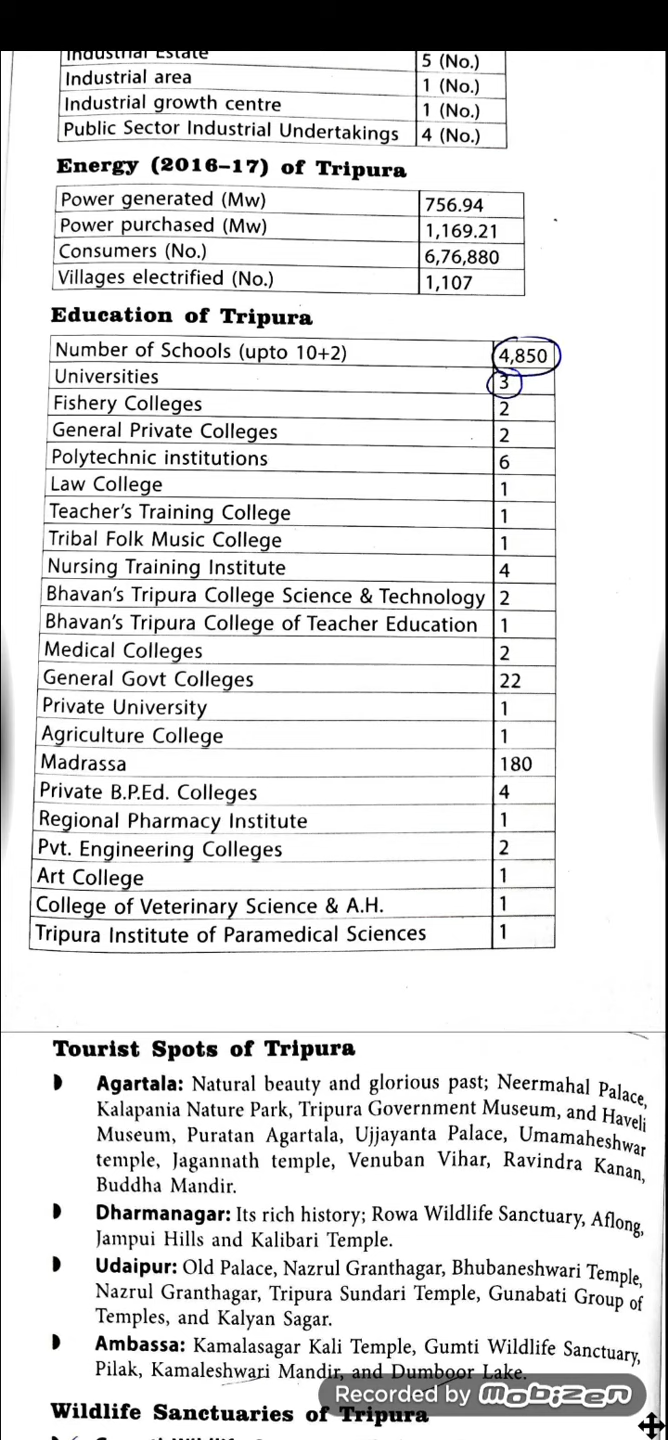 Industrial Estate 5 (No.)
Industrial area 1 (No.)
Industrial growth centre 1 (No.)
Public Sector Industrial Undertakings 4 (No.)
Energy (2016-17) of Tripura
Power generated (Mw) 756.94
Power purchased (Mw) 1,169.21
Consumers (No.) 6,76,880
Villages electrified (No.) 1,107
Education of Tripura
Number of Schools (upto 10+2) 4,850
Universities 3
Fishery Colleges 2
General Private Colleges 2
Polytechnic institutions 6
Law College 1
Teacher's Training College 1
Tribal Folk Music College 1
Nursing Training Institute 4
Bhavan's Tripura College Science & Technology 2
Bhavan's Tripura College of Teacher Education 1
Medical Colleges 2
General Govt Colleges 22
Private University 1
Agriculture College 1
Madrassa 180
Private B.P.Ed. Colleges 4
Regional Pharmacy Institute 1
Pvt. Engineering Colleges 2
Art College 1
College of Veterinary Science & A.H. 1
Tripura Institute of Paramedical Sciences 1
Tourist Spots of Tripura
Agartala: Natural beauty and glorious past; Neermahal Palace,
Kalapania Nature Park, Tripura Government Museum, and Haveli
Museum, Puratan Agartala, Ujjayanta Palace, Umamaheshwar
temple, Jagannath temple, Venuban Vihar, Ravindra Kanan,
Buddha Mandir.
Dharmanagar: Its rich history; Rowa Wildlife Sanctuary, Aflong,
Jampui Hills and Kalibari Temple.
Udaipur: Old Palace, Nazrul Granthagar, Bhubaneshwari Temple,
Nazrul Granthagar, Tripura Sundari Temple, Gunabati Group of
Temples, and Kalyan Sagar.
Ambassa: Kamalasagar Kali Temple, Gumti Wildlife Sanctuary,
Pilak, Kamaleshwari Mandir, and Dumboor Lake.
Recorded by mobizen
Wildlife Sanctuaries of Tripura